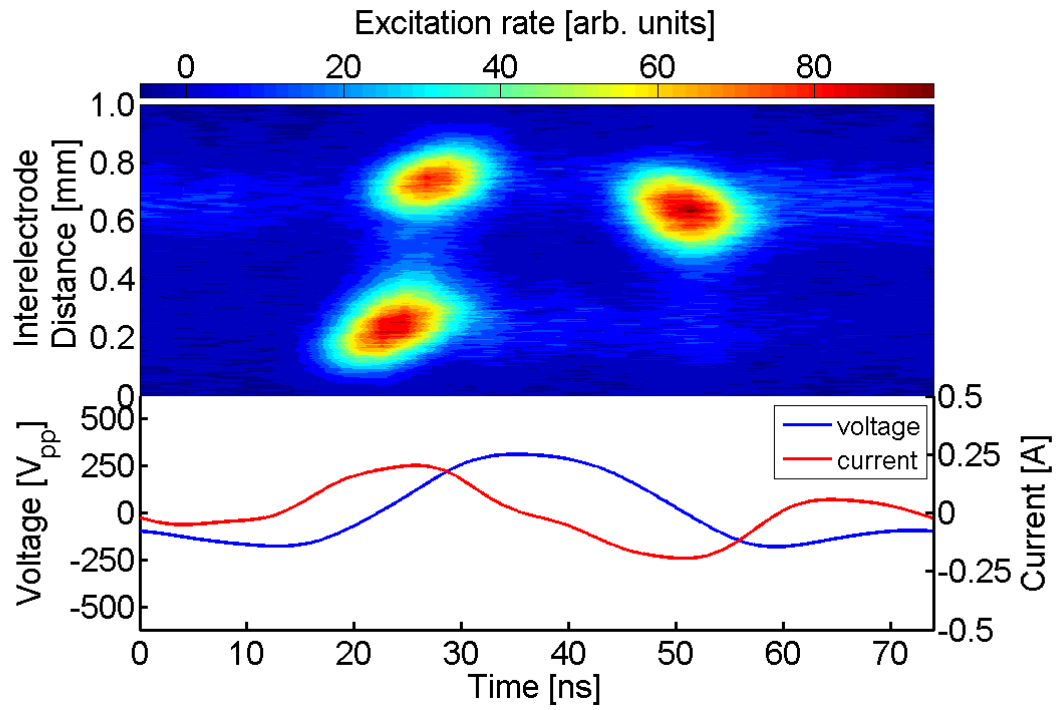 Excitation rate [arb. units]
0 20 40 60 80
Interelectrode
Distance [mm]
1.0
0.8
0.6
0.4
0.2
0
Voltage [Vpp]
500
250
0
-250
-500
voltage
current
0.5
0.25
0
-0.25
-0.5
Current [A]
0 10 20 30 40 50 60 70
Time [ns]